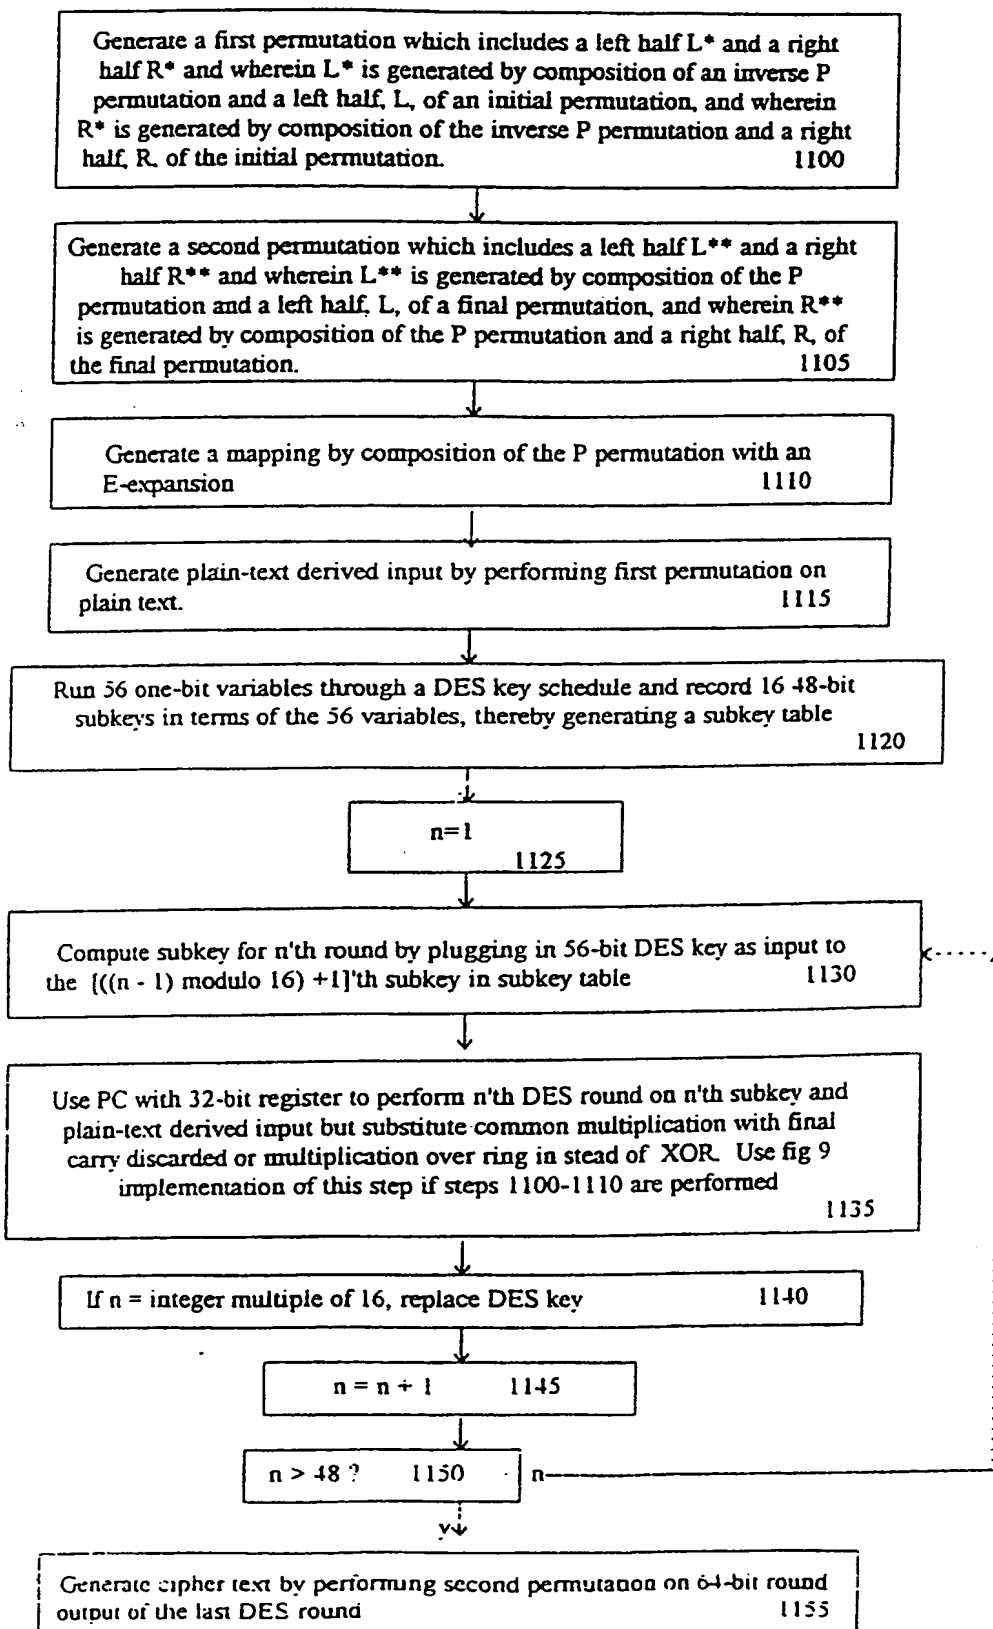 Generate a first permutation which includes a left half L* and a right
half R* and wherein L* is generated by composition of an inverse P
permutation and a left half, L, of an initial permutation, and wherein
R* is generated by composition of the inverse P permutation and a right
half, R, of the initial permutation. 1100
Generate a second permutation which includes a left half L** and a right
half R** and wherein L** is generated by composition of the P
permutation and a left half, L, of a final permutation, and wherein R**
is generated by composition of the P permutation and a right half, R, of
the final permutation. 1105
Generate a mapping by composition of the P permutation with an
E-expansion 1110
Generate plain-text derived input by performing first permutation on
plain text. 1115
Run 56 one-bit variables through a DES key schedule and record 16 48-bit
subkeys in terms of the 56 variables, thereby generating a subkey table
1120
n=1
1125
Compute subkey for n'th round by plugging in 56-bit DES key as input to
the [((n - 1) modulo 16) +1]'th subkey in subkey table 1130
Use PC with 32-bit register to perform n'th DES round on n'th subkey and
plain-text derived input but substitute common multiplication with final
carry discarded or multiplication over ring in stead of XOR. Use fig 9
implementation of this step if steps 1100-1110 are performed
1135
If n = integer multiple of 16, replace DES key 1140
n = n + 1 1145
n > 48 ? 1150 n
y
Generate cipher text by performing second permutation on 64-bit round
output of the last DES round 1155